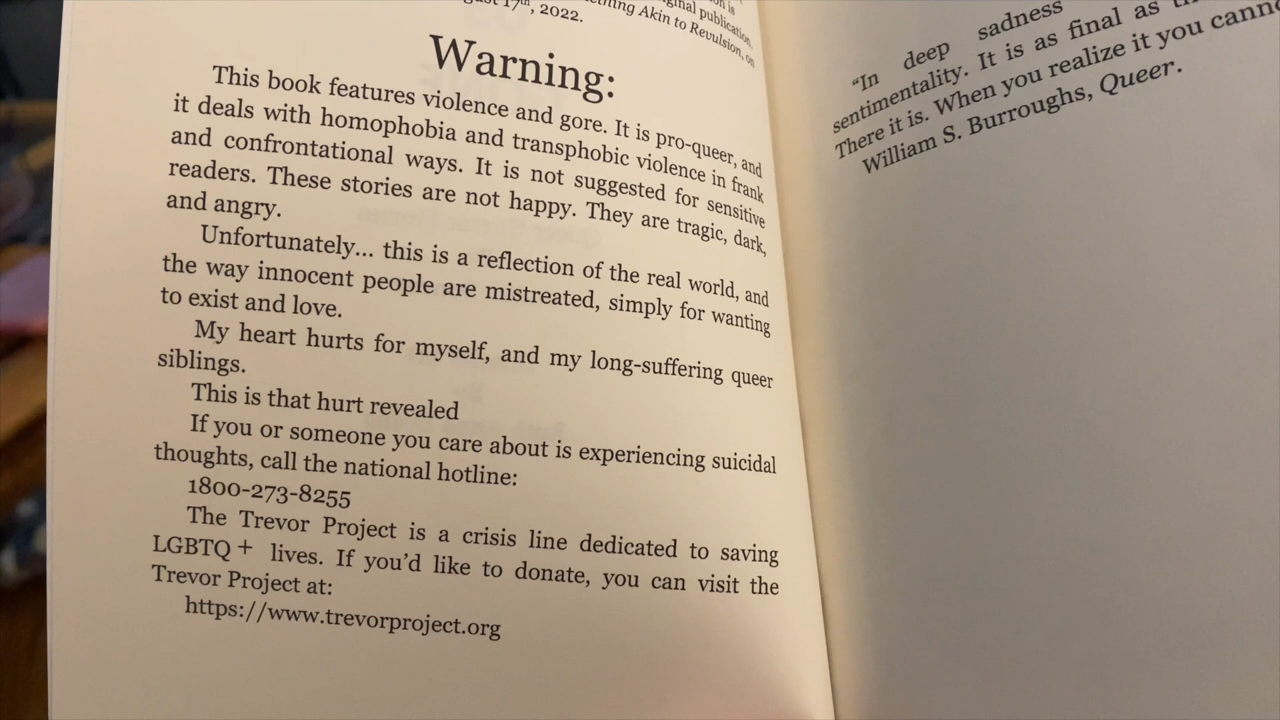 ginal publication.
gust 17th, 2022.
thing Akin to Revulsion, on
Warning:
This book features violence and gore. It is pro-queer, and
it deals with homophobia and transphobic violence in frank
and confrontational ways. It is not suggested for sensitive
readers. These stories are not happy. They are tragic, dark,
and angry.
Unfortunately... this is a reflection of the real world, and
the way innocent people are mistreated, simply for wanting
to exist and love.
My heart hurts for myself, and my long-suffering queer
siblings.
This is that hurt revealed
If you or someone you care about is experiencing suicidal
thoughts, call the national hotline:
1800-273-8255
The Trevor Project is a crisis line dedicated to saving
LGBTQ+ lives. If you’d like to donate, you can visit the
Trevor Project at:
https://www.trevorproject.org
“In deep sadness
sentimentality. It is as final as
There it is. When you realize it you
William S. Burroughs, Queer.